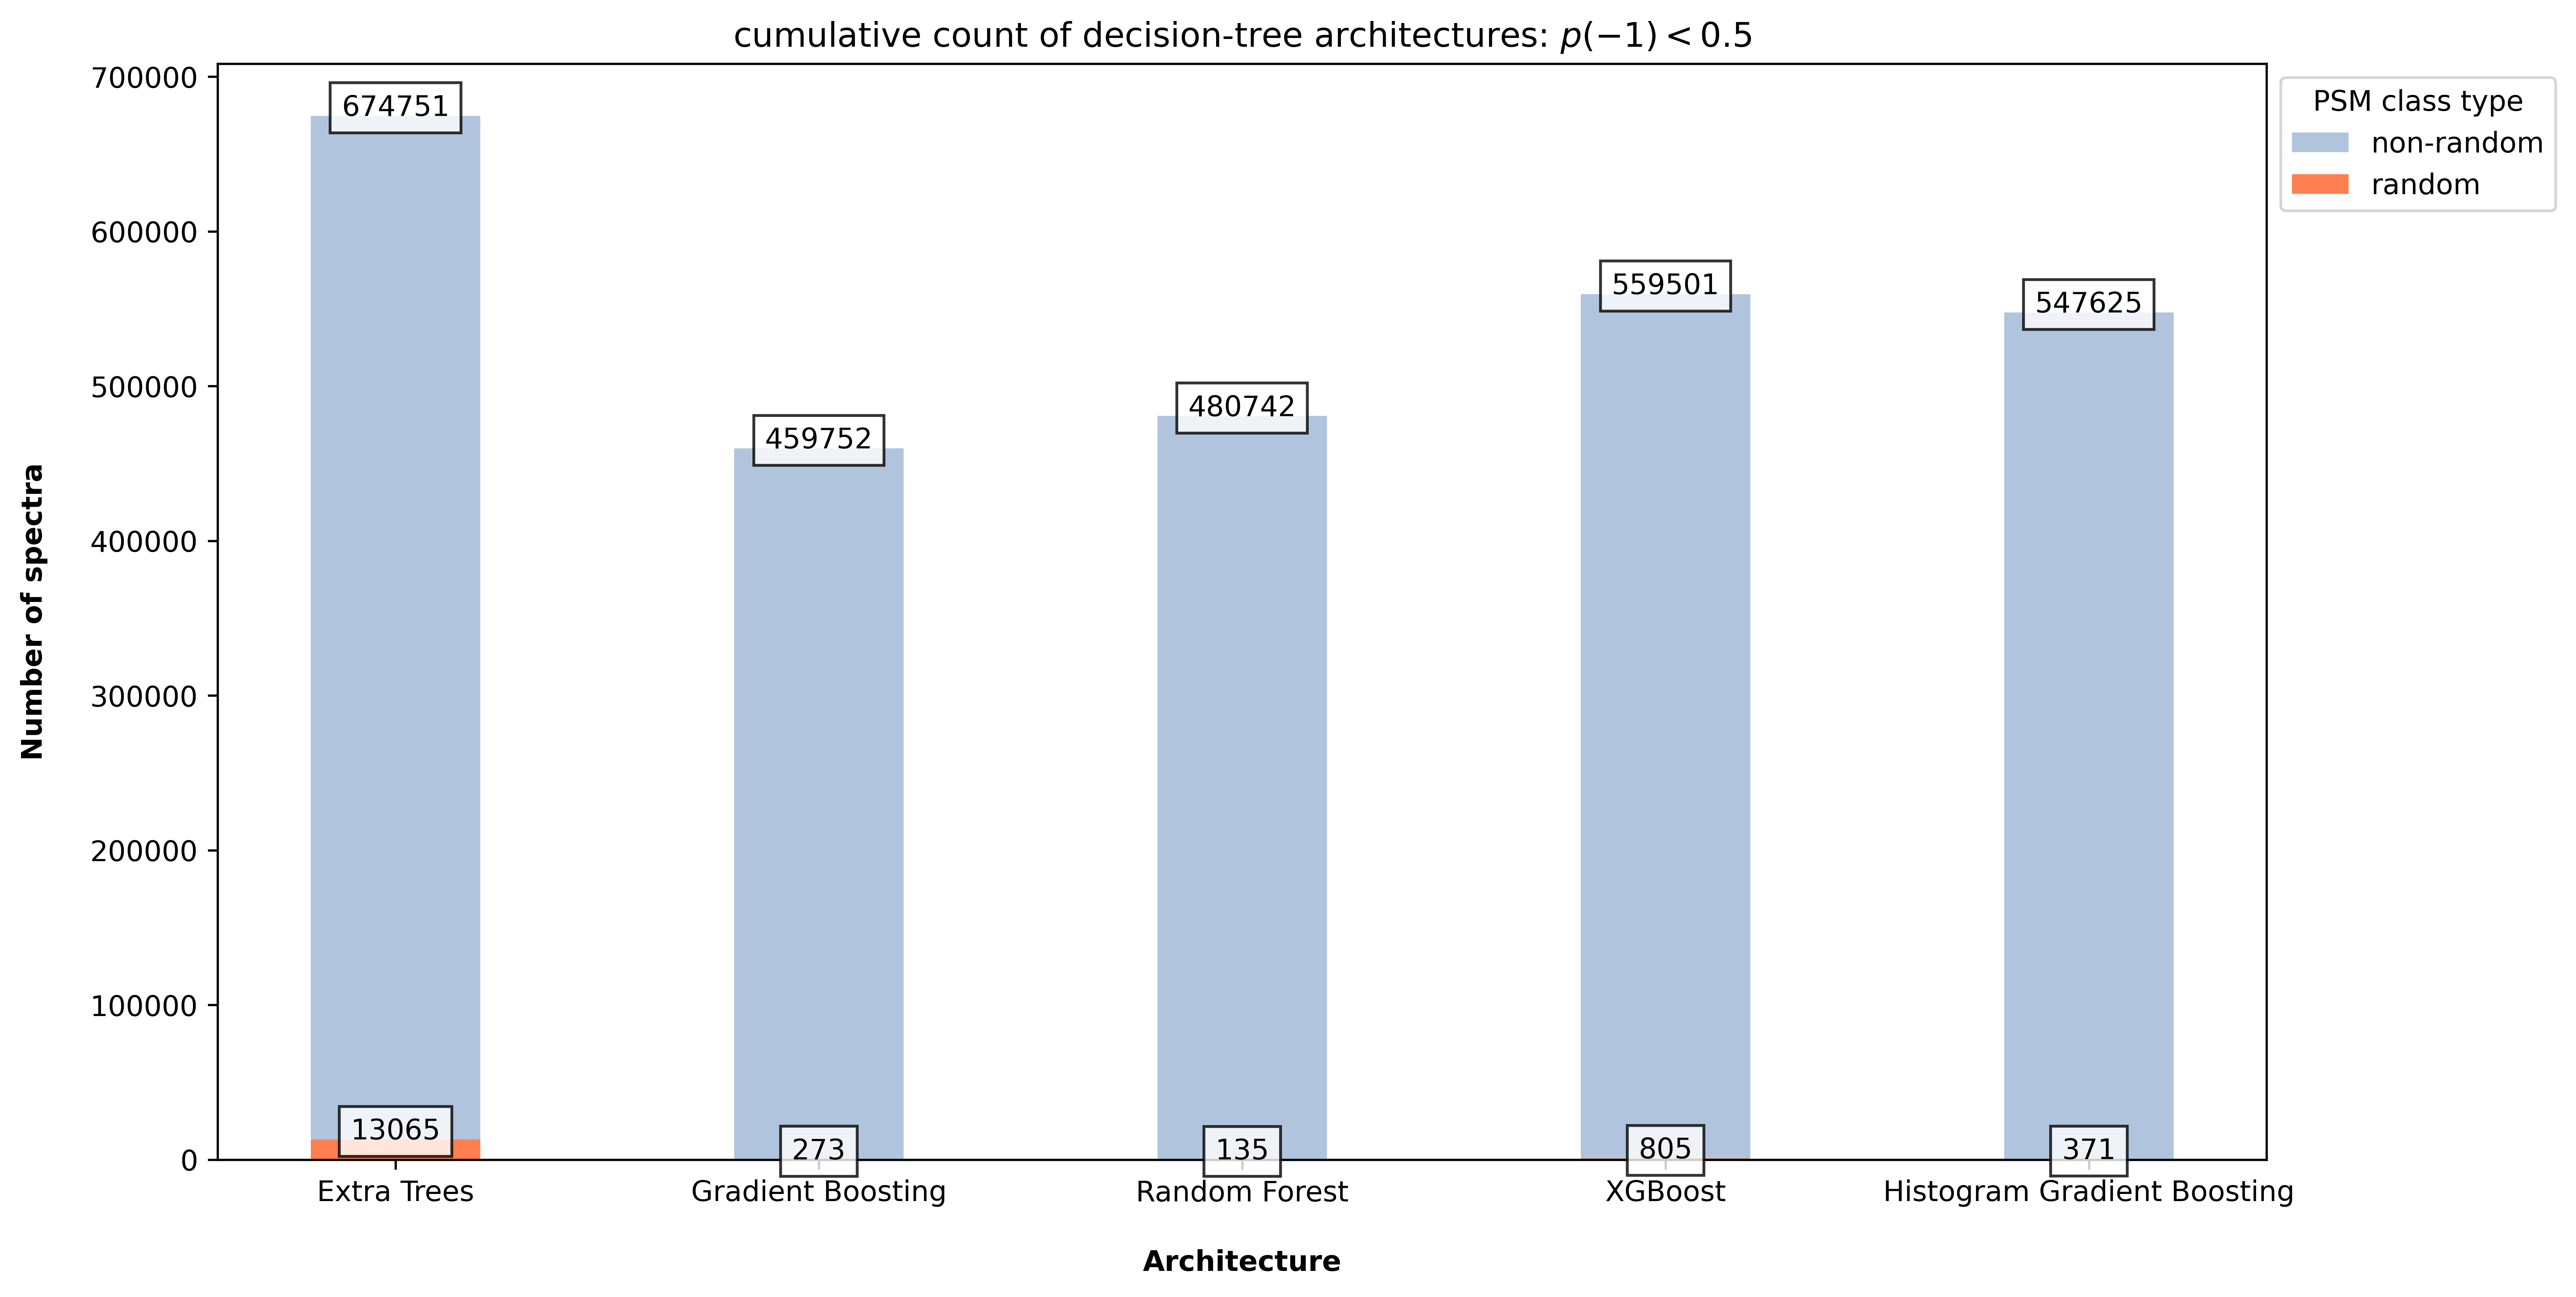 cumulative count of decision-tree architectures: p(−1) < 0.5
PSM class type
non-random
random
Number of spectra
700000
600000
500000
400000
300000
200000
100000
0
674751
459752
480742
559501
547625
13065
273
135
805
371
Extra Trees
Gradient Boosting
Random Forest
XGBoost
Histogram Gradient Boosting
Architecture